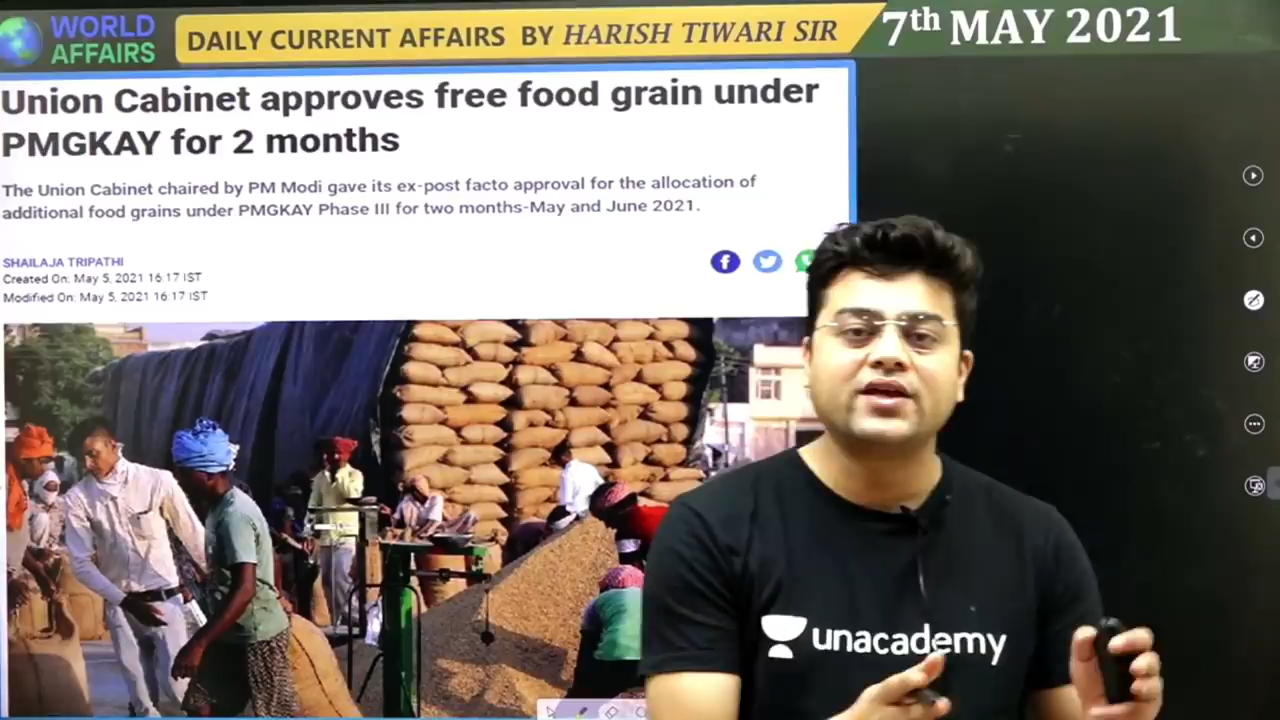 WORLD
AFFAIRS
DAILY CURRENT AFFAIRS BY HARISH TIWARI SIR
7th MAY 2021
Union Cabinet approves free food grain under
PMGKAY for 2 months
The Union Cabinet chaired by PM Modi gave its ex-post facto approval for the allocation of
additional food grains under PMGKAY Phase III for two months-May and June 2021.
SHAILAJA TRIPATHI
Created On: May 5, 2021 16:17 IST
Modified On: May 5, 2021 16:17 IST
unacademy